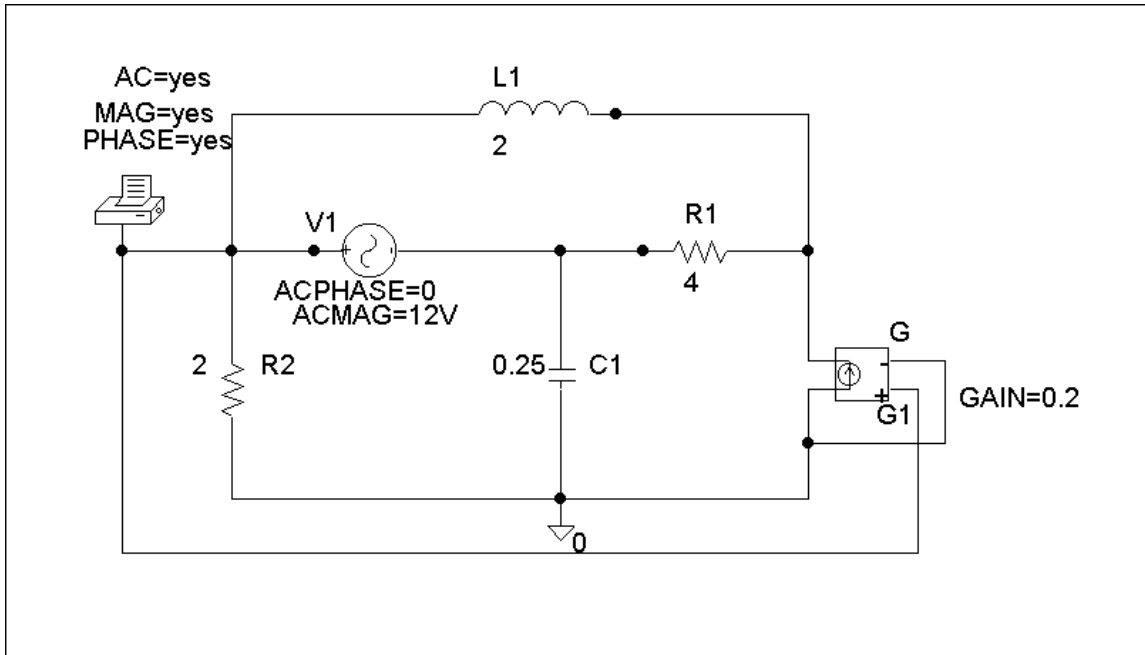 AC=yes
L1
MAG=yes
PHASE=yes
2
V1
R1
+
-
ACPHASE=0
4
ACMAG=12V
G
2
R2
0.25
C1
-
+
GAIN=0.2
G1
0